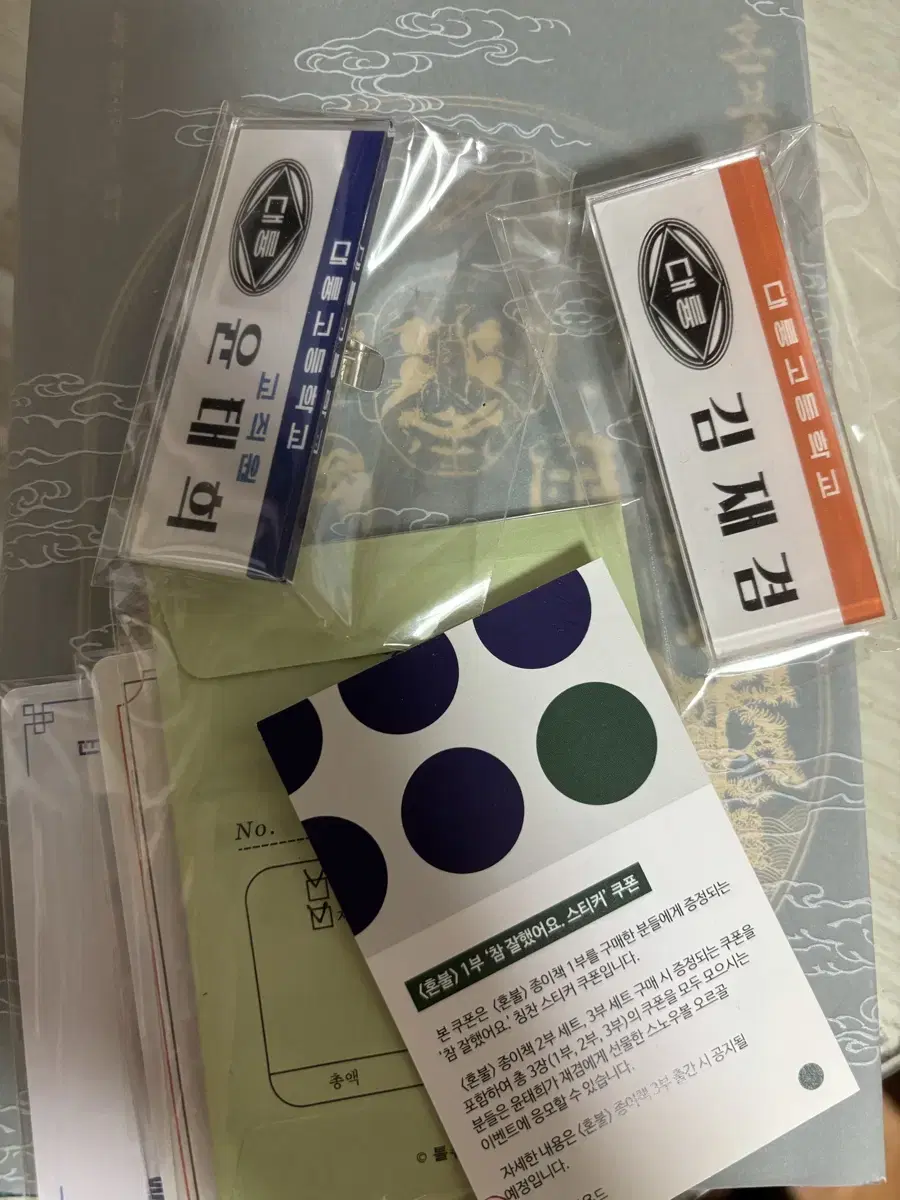 대릉
대릉고등학교
교직원
윤태희
대릉
대릉고등학교
김재겸
No.
총액
©
〈혼불〉 1부 '참 잘했어요. 스티커' 쿠폰
본 쿠폰은 〈혼불〉 종이책 1부를 구매한 분들에게 증정되는
'참 잘했어요.' 칭찬 스티커 쿠폰입니다.
〈혼불〉 종이책 2부 세트, 3부 세트 구매 시 증정되는 쿠폰을
포함하여 총 3장(1부, 2부, 3부)의 쿠폰을 모두 모으시는
분들은 윤태희가 재겸에게 선물한 스노우볼 오르골
이벤트에 응모할 수 있습니다.
자세한 내용은 〈혼불〉 종이책 3부 출간 시 공지될
예정입니다.